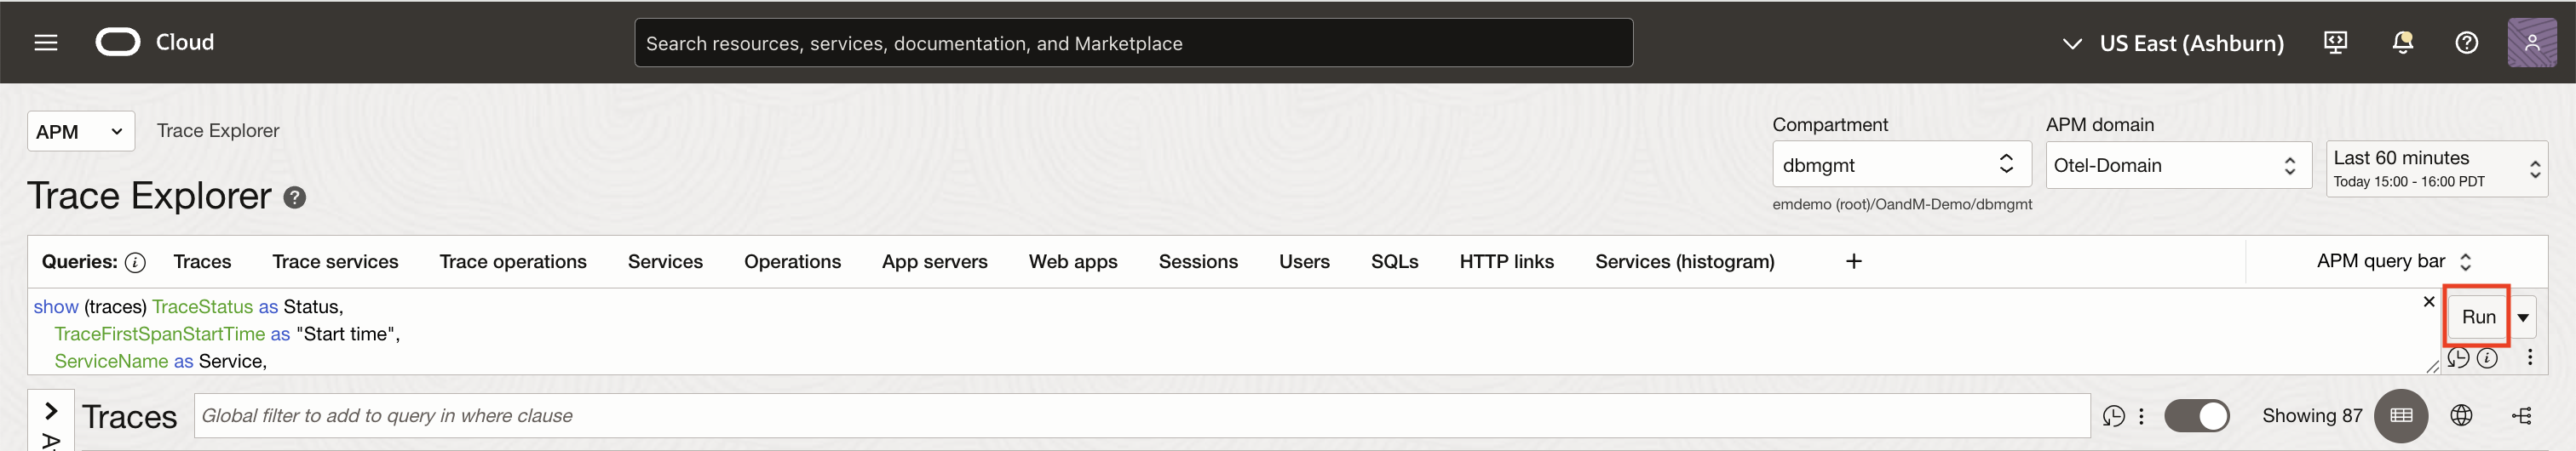 Cloud
Search resources, services, documentation, and Marketplace
US East (Ashburn)
APM
Trace Explorer
Compartment
APM domain
dbmgmt
Otel-Domain
Last 60 minutes
Today 15:00 - 16:00 PDT
emdemo (root)/OandM-Demo/dbmgmt
Trace Explorer ?
Queries: i Traces Trace services Trace operations Services Operations App servers Web apps Sessions Users SQLs HTTP links Services (histogram) + APM query bar
show (traces) TraceStatus as Status,
TraceFirstSpanStartTime as "Start time",
ServiceName as Service,
Run
Traces
Global filter to add to query in where clause
Showing 87